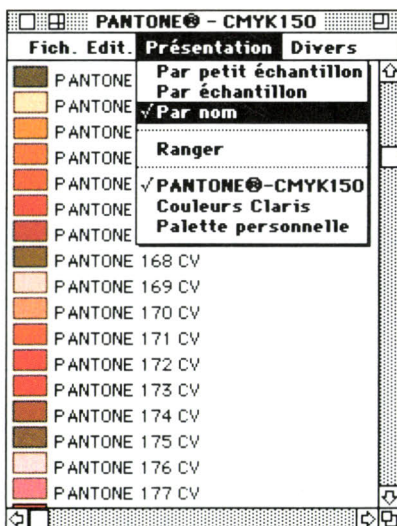 PANTONE® - CMYK150
Fich. Edit. Présentation Divers
Par petit échantillon
Par échantillon
√Par nom
Ranger
√PANTONE®-CMYK150
Couleurs Claris
Palette personnelle
PANTONE
PANTONE
PANTONE
PANTONE
PANTONE
PANTONE
PANTONE
PANTONE 168 CV
PANTONE 169 CV
PANTONE 170 CV
PANTONE 171 CV
PANTONE 172 CV
PANTONE 173 CV
PANTONE 174 CV
PANTONE 175 CV
PANTONE 176 CV
PANTONE 177 CV